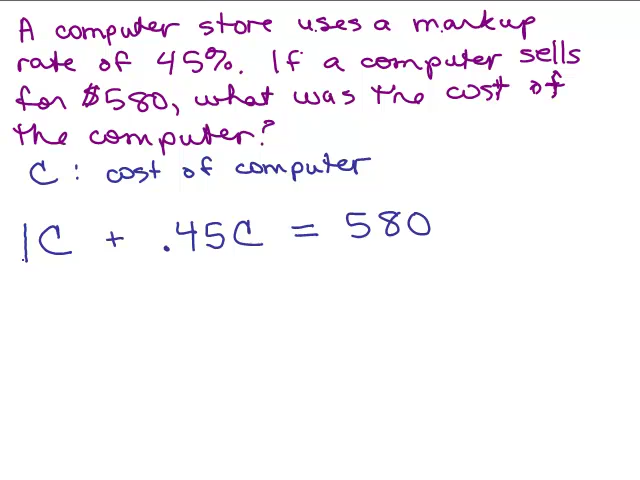 A computer store uses a markup
rate of 45%. If a computer sells
for $580, what was the cost of
the computer?
C : cost of computer
1C + .45C = 580